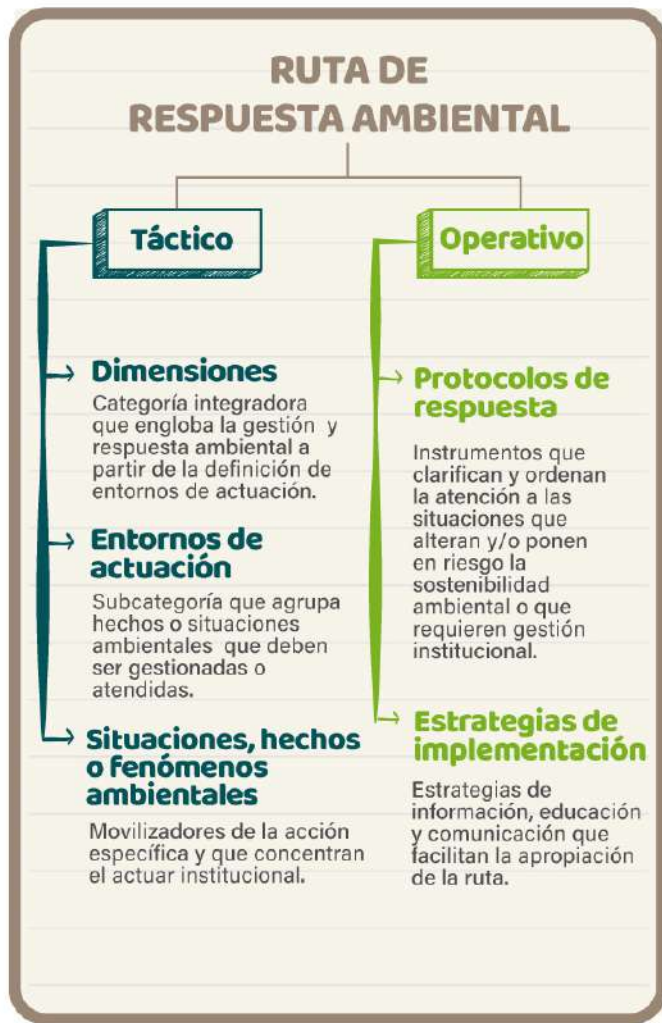 RUTA DE
RESPUESTA AMBIENTAL
Táctico
Dimensiones
Categoría integradora
que engloba la gestión y
respuesta ambiental a
partir de la definición de
entornos de actuación.
Entornos de
actuación
Subcategoría que agrupa
hechos o situaciones
ambientales que deben
ser gestionadas o
atendidas.
Situaciones, hechos
o fenómenos
ambientales
Movilizadores de la acción
específica y que concentran
el actuar institucional.
Operativo
Protocolos de
respuesta
Instrumentos que
clarifican y ordenan
la atención a las
situaciones que
alteran y/o ponen
en riesgo la
sostenibilidad
ambiental o que
requieren gestión
institucional.
Estrategias de
implementación
Estrategias de
información, educación
y comunicación que
facilitan la apropiación
de la ruta.